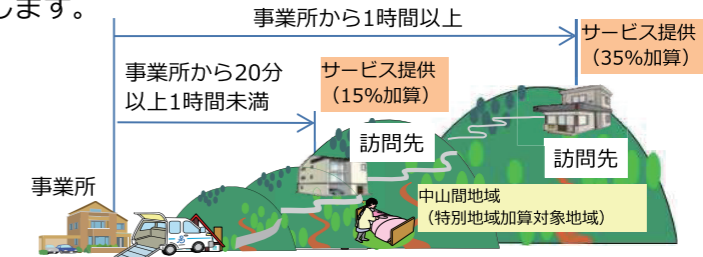 します。
事業所から1時間以上
サービス提供
（35%加算）
事業所から20分
以上1時間未満
サービス提供
（15%加算）
訪問先
訪問先
事業所
中山間地域
（特別地域加算対象地域）